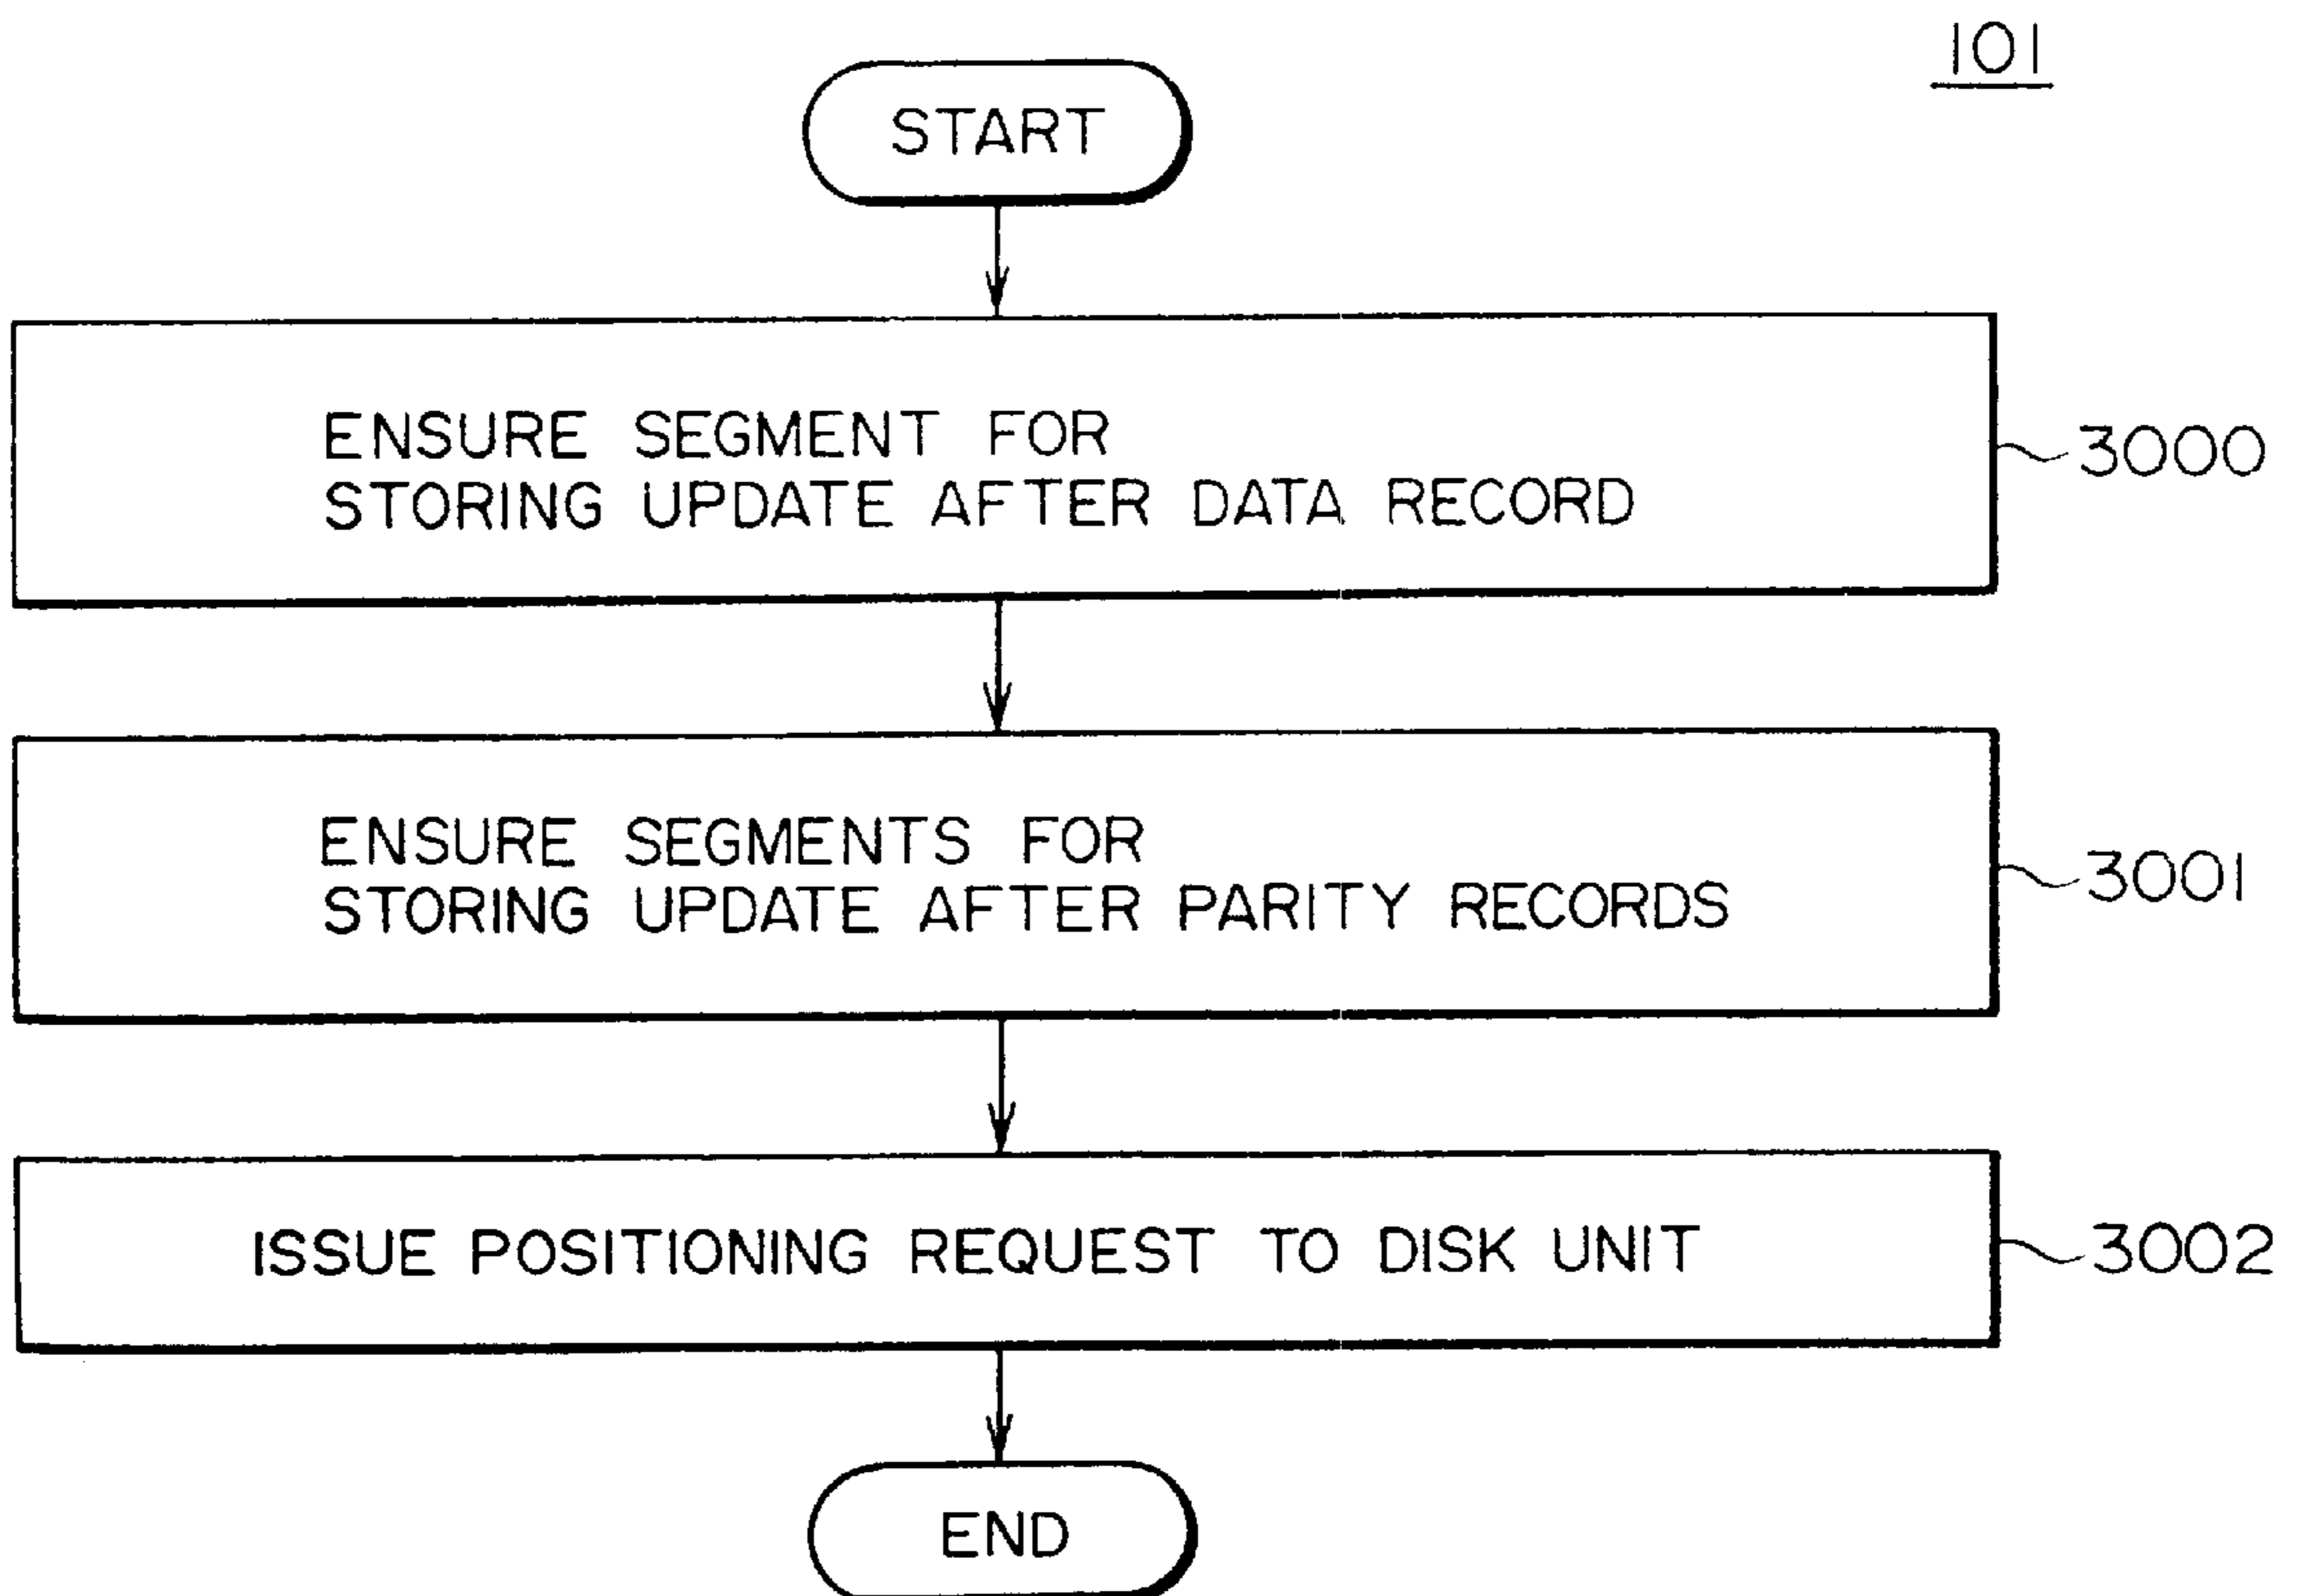 101
START
ENSURE SEGMENT FOR
STORING UPDATE AFTER DATA RECORD
3000
ENSURE SEGMENTS FOR
STORING UPDATE AFTER PARITY RECORDS
3001
ISSUE POSITIONING REQUEST TO DISK UNIT
3002
END